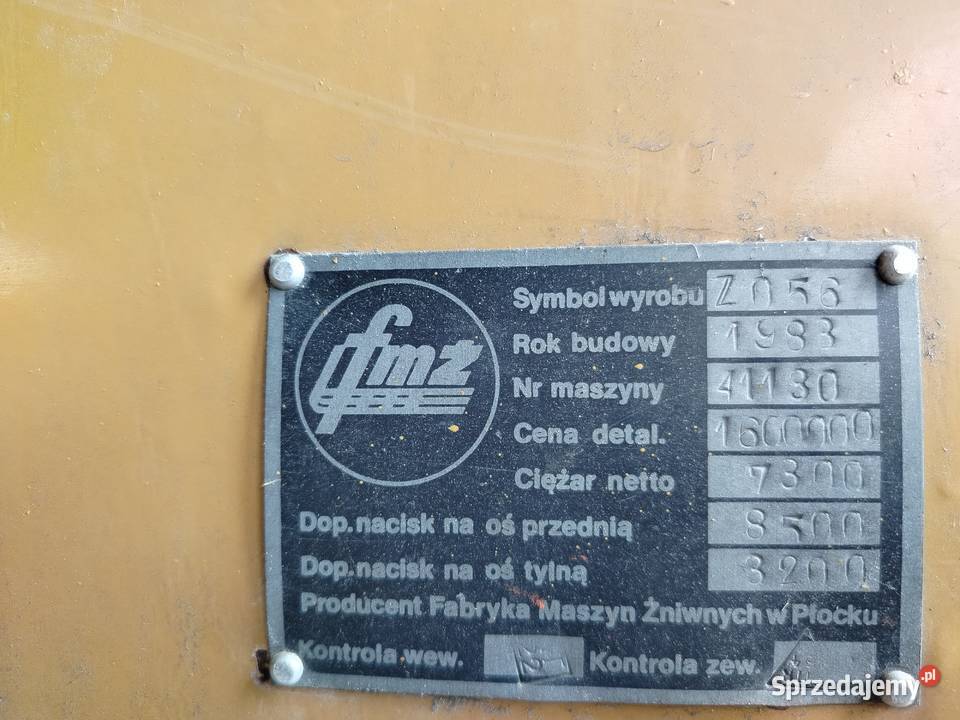 fmż
Symbol wyrobu Z056
Rok budowy 1983
Nr maszyny 41130
Cena detal. 1600000
Ciężar netto 7300
Dop. nacisk na oś przednią 8500
Dop. nacisk na oś tylną 3200
Producent Fabryka Maszyn Żniwnych w Płocku
Kontrola wew. Kontrola zew.
Sprzedajemy.pl